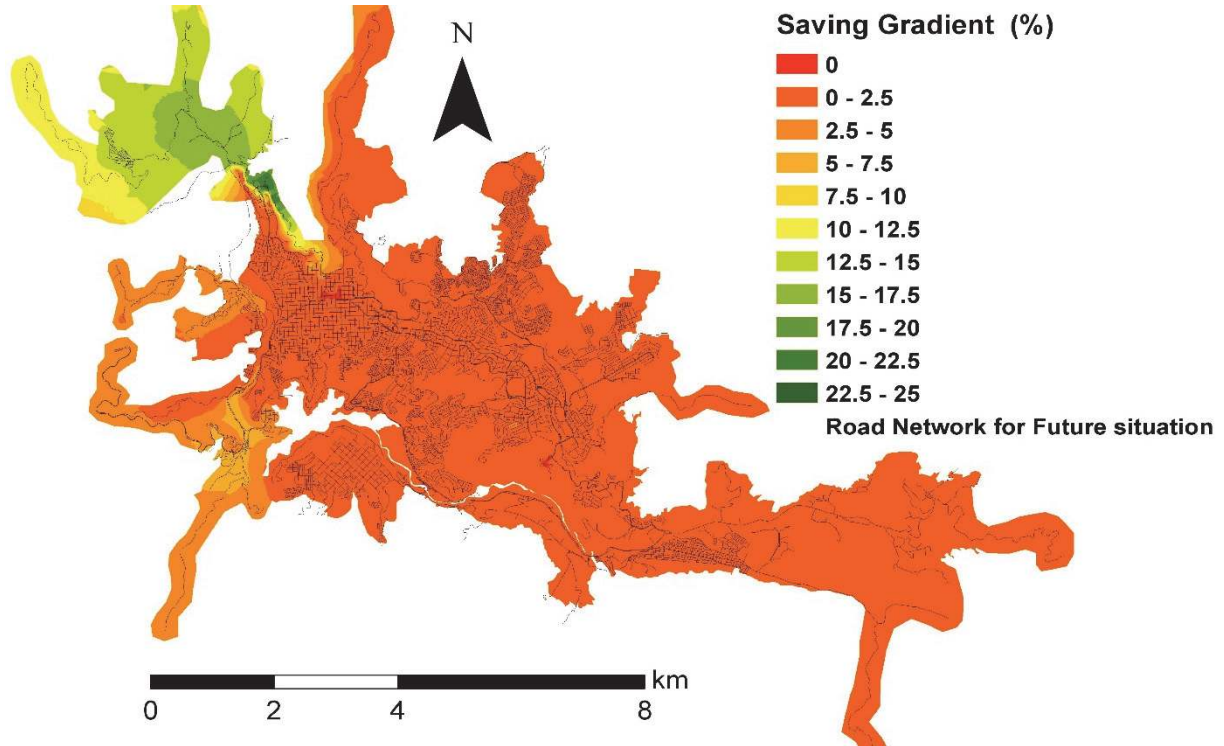 Saving Gradient (%)
N
0
0 - 2.5
2.5 - 5
5 - 7.5
7.5 - 10
10 - 12.5
12.5 - 15
15 - 17.5
17.5 - 20
20 - 22.5
22.5 - 25
Road Network for Future situation
km
0 2 4 8